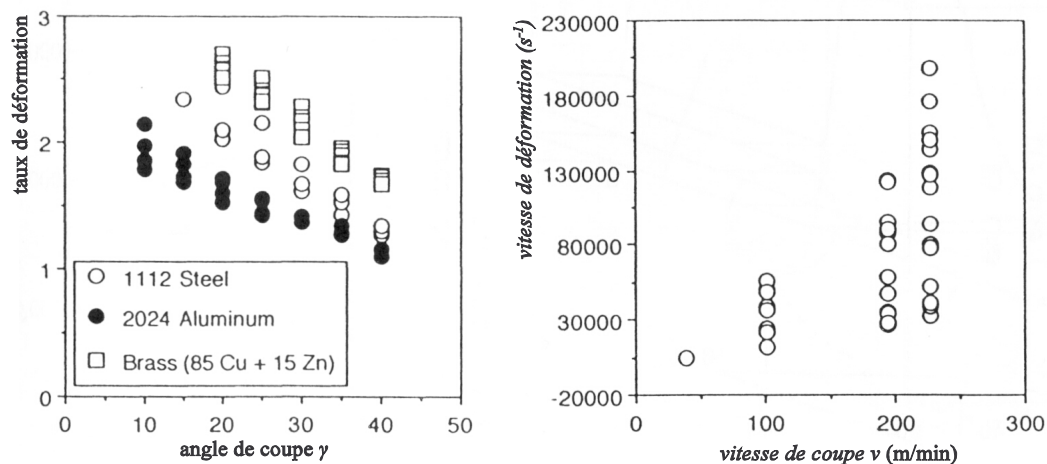 3
2
1
0
taux de déformation
1112 Steel
2024 Aluminum
Brass (85 Cu + 15 Zn)
0 10 20 30 40 50
angle de coupe γ
230000
180000
130000
80000
30000
-20000
vitesse de déformation (s⁻¹)
0 100 200 300
vitesse de coupe v (m/min)